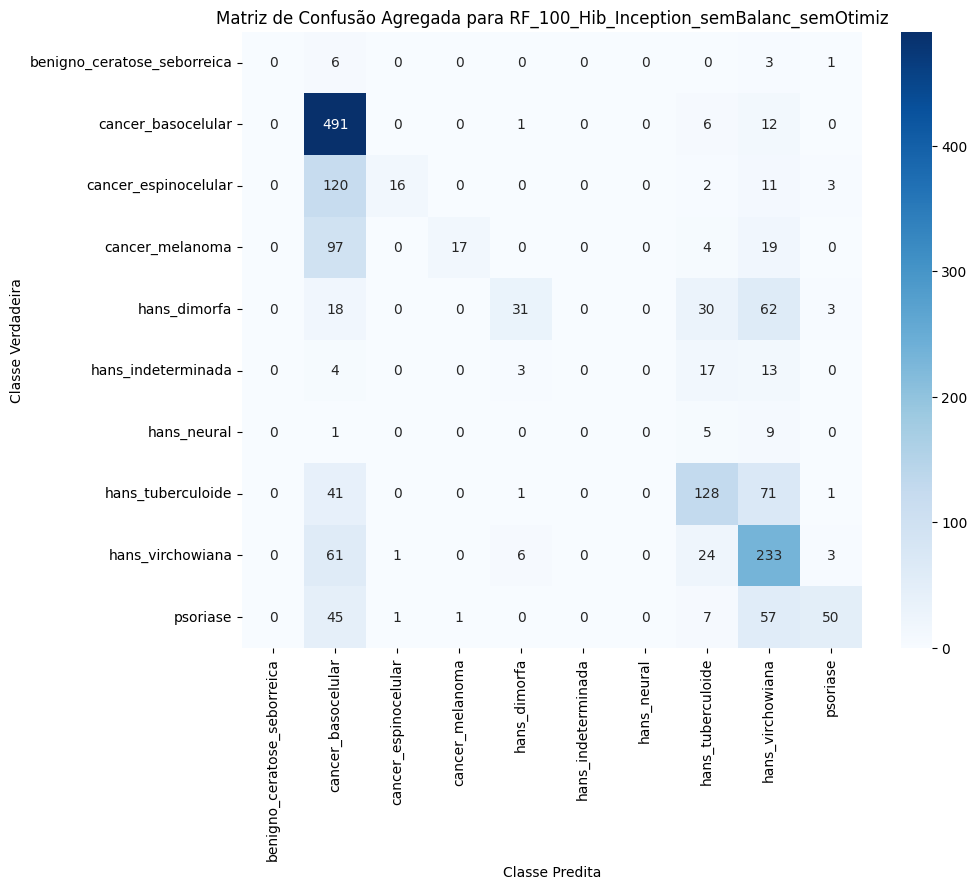 Matriz de Confusão Agregada para RF_100_Hib_Inception_semBalanc_semOtimiz
Classe Verdadeira
benigno_ceratose_seborreica 0 6 0 0 0 0 0 0 3 1
cancer_basocelular 0 491 0 0 1 0 0 6 12 0
cancer_espinocelular 0 120 16 0 0 0 0 2 11 3
cancer_melanoma 0 97 0 17 0 0 0 4 19 0
hans_dimorfa 0 18 0 0 31 0 0 30 62 3
hans_indeterminada 0 4 0 0 3 0 0 17 13 0
hans_neural 0 1 0 0 0 0 0 5 9 0
hans_tuberculoide 0 41 0 0 1 0 0 128 71 1
hans_virchowiana 0 61 1 0 6 0 0 24 233 3
psoriase 0 45 1 1 0 0 0 7 57 50
benigno_ceratose_seborreica
cancer_basocelular
cancer_espinocelular
cancer_melanoma
hans_dimorfa
hans_indeterminada
hans_neural
hans_tuberculoide
hans_virchowiana
psoriase
Classe Predita
400
300
200
100
0